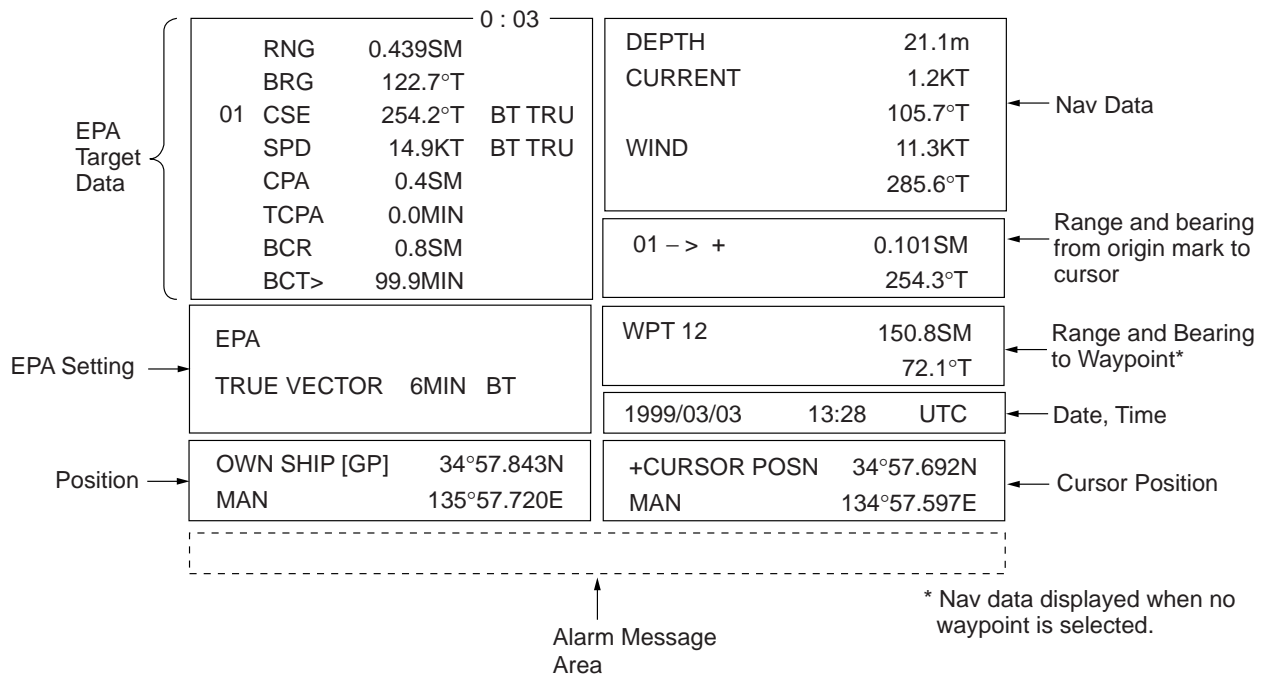 0 : 03
EPA
Target
Data
RNG 0.439SM
BRG 122.7°T
01 CSE 254.2°T BT TRU
SPD 14.9KT BT TRU
CPA 0.4SM
TCPA 0.0MIN
BCR 0.8SM
BCT> 99.9MIN
DEPTH 21.1m
CURRENT 1.2KT
105.7°T
WIND 11.3KT
285.6°T
Nav Data
01 – > + 0.101SM
254.3°T
Range and bearing
from origin mark to
cursor
EPA Setting
EPA
TRUE VECTOR 6MIN BT
WPT 12 150.8SM
72.1°T
Range and Bearing
to Waypoint*
1999/03/03 13:28 UTC
Date, Time
Position
OWN SHIP [GP] 34°57.843N
MAN 135°57.720E
+CURSOR POSN 34°57.692N
MAN 134°57.597E
Cursor Position
Alarm Message
Area
* Nav data displayed when no
waypoint is selected.